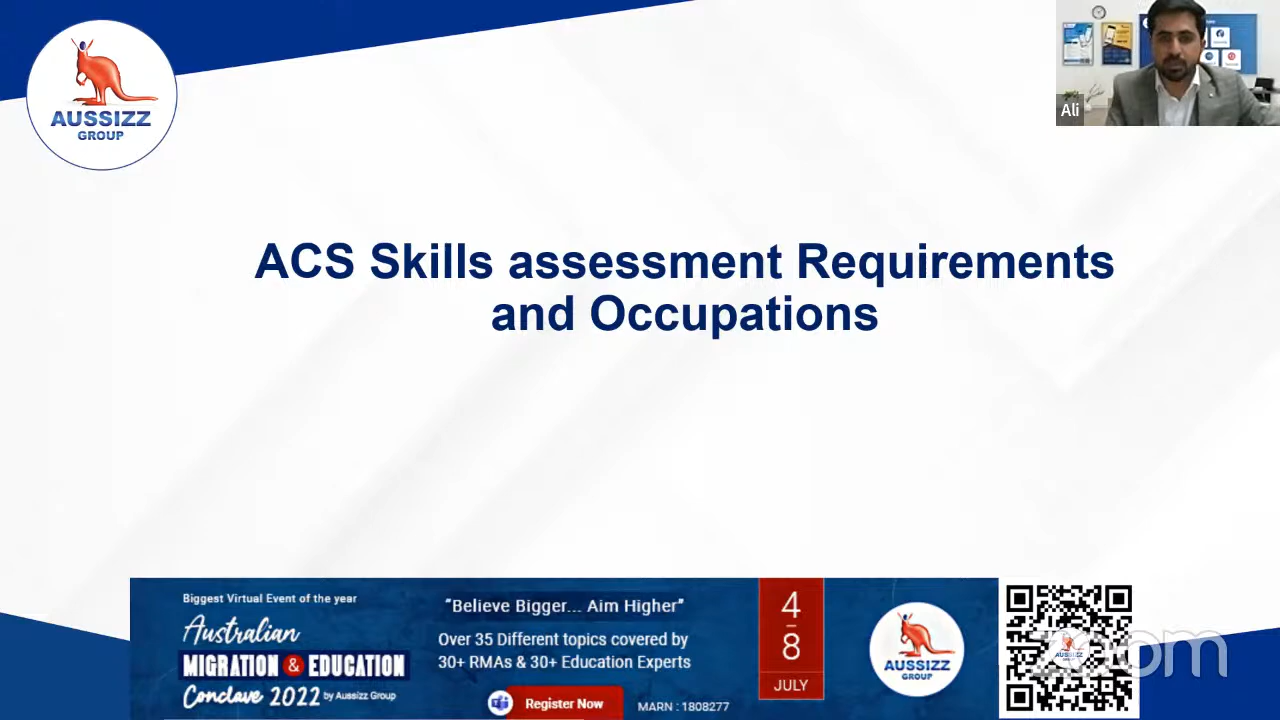 AUSSIZZ
GROUP
Ali
ACS Skills assessment Requirements
and Occupations
Biggest Virtual Event of the year
Australian
MIGRATION & EDUCATION
Conclave 2022 by Aussizz Group
“Believe Bigger... Aim Higher”
Over 35 Different topics covered by
30+ RMAs & 30+ Education Experts
Register Now
MARN : 1808277
4
–
8
JULY
AUSSIZZ
GROUP
zoom